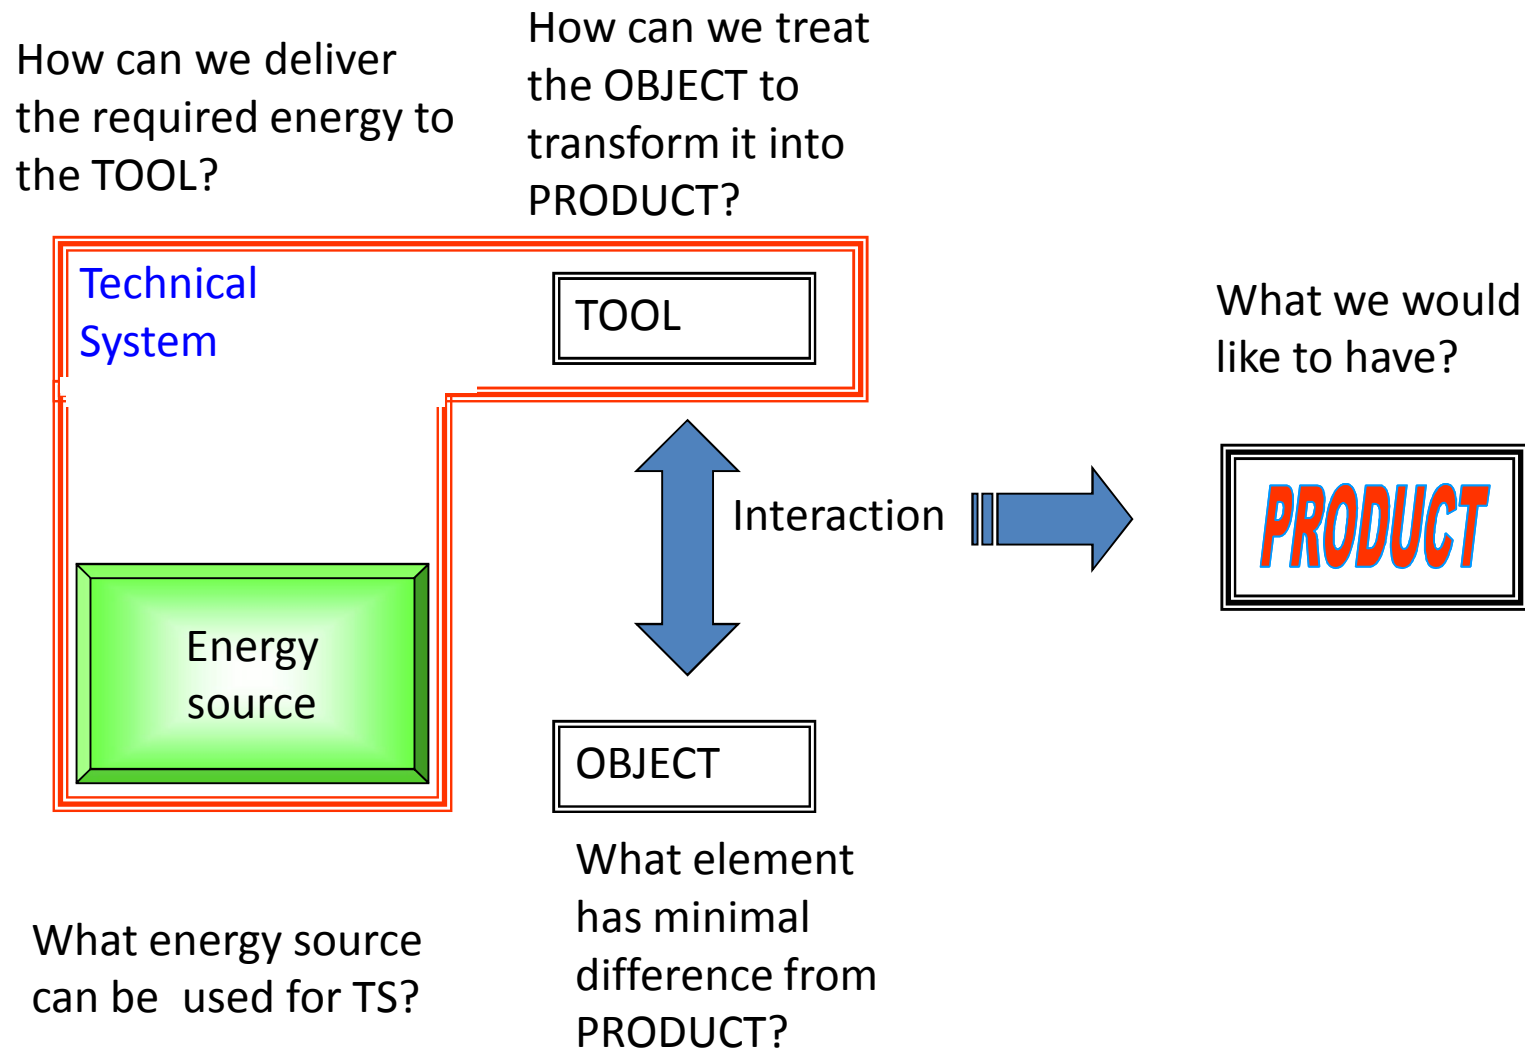 How can we deliver
the required energy to
the TOOL?
How can we treat
the OBJECT to
transform it into
PRODUCT?
Technical
System
TOOL
What we would
like to have?
Interaction
PRODUCT
Energy
source
OBJECT
What element
has minimal
difference from
PRODUCT?
What energy source
can be  used for TS?